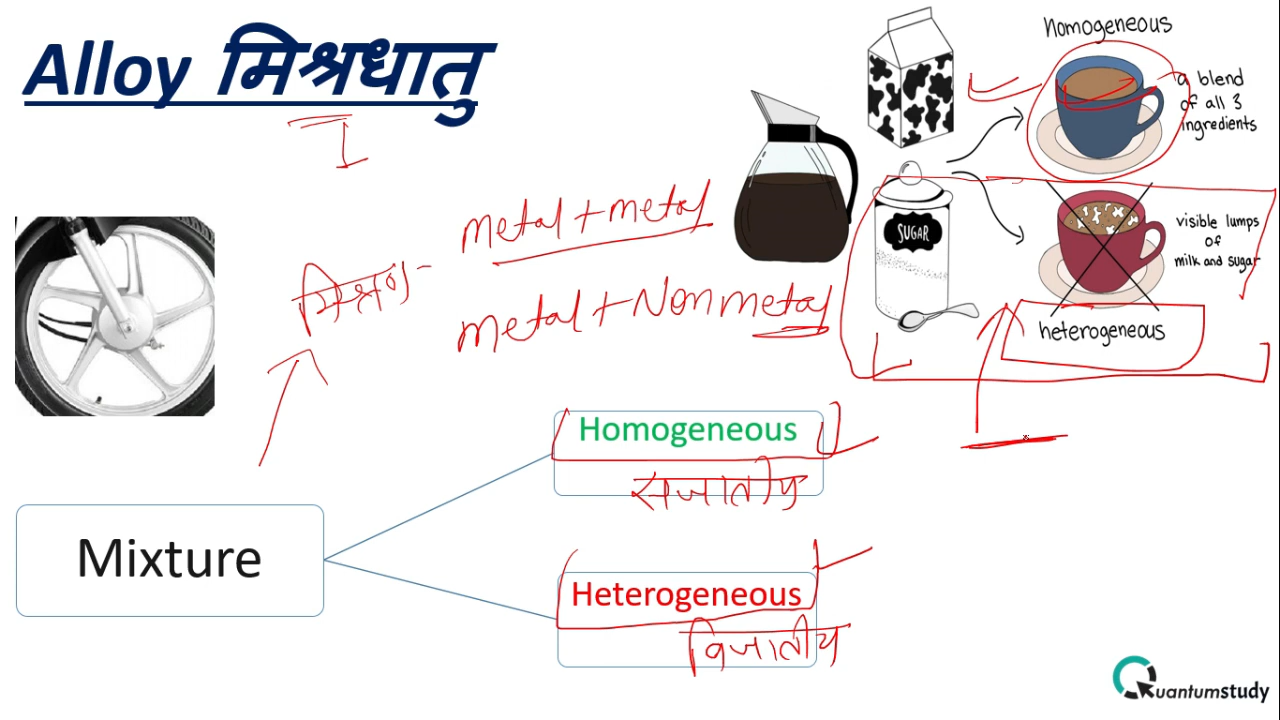 Alloy मिश्रधातु
I
homogeneous
a blend
of all 3
ingredients
metal + metal
मिश्रण -
metal + Nonmetal
SUGAR
visible lumps
of
milk and sugar
heterogeneous
Homogeneous
सजातीय
Mixture
Heterogeneous
विजातीय
Quantumstudy